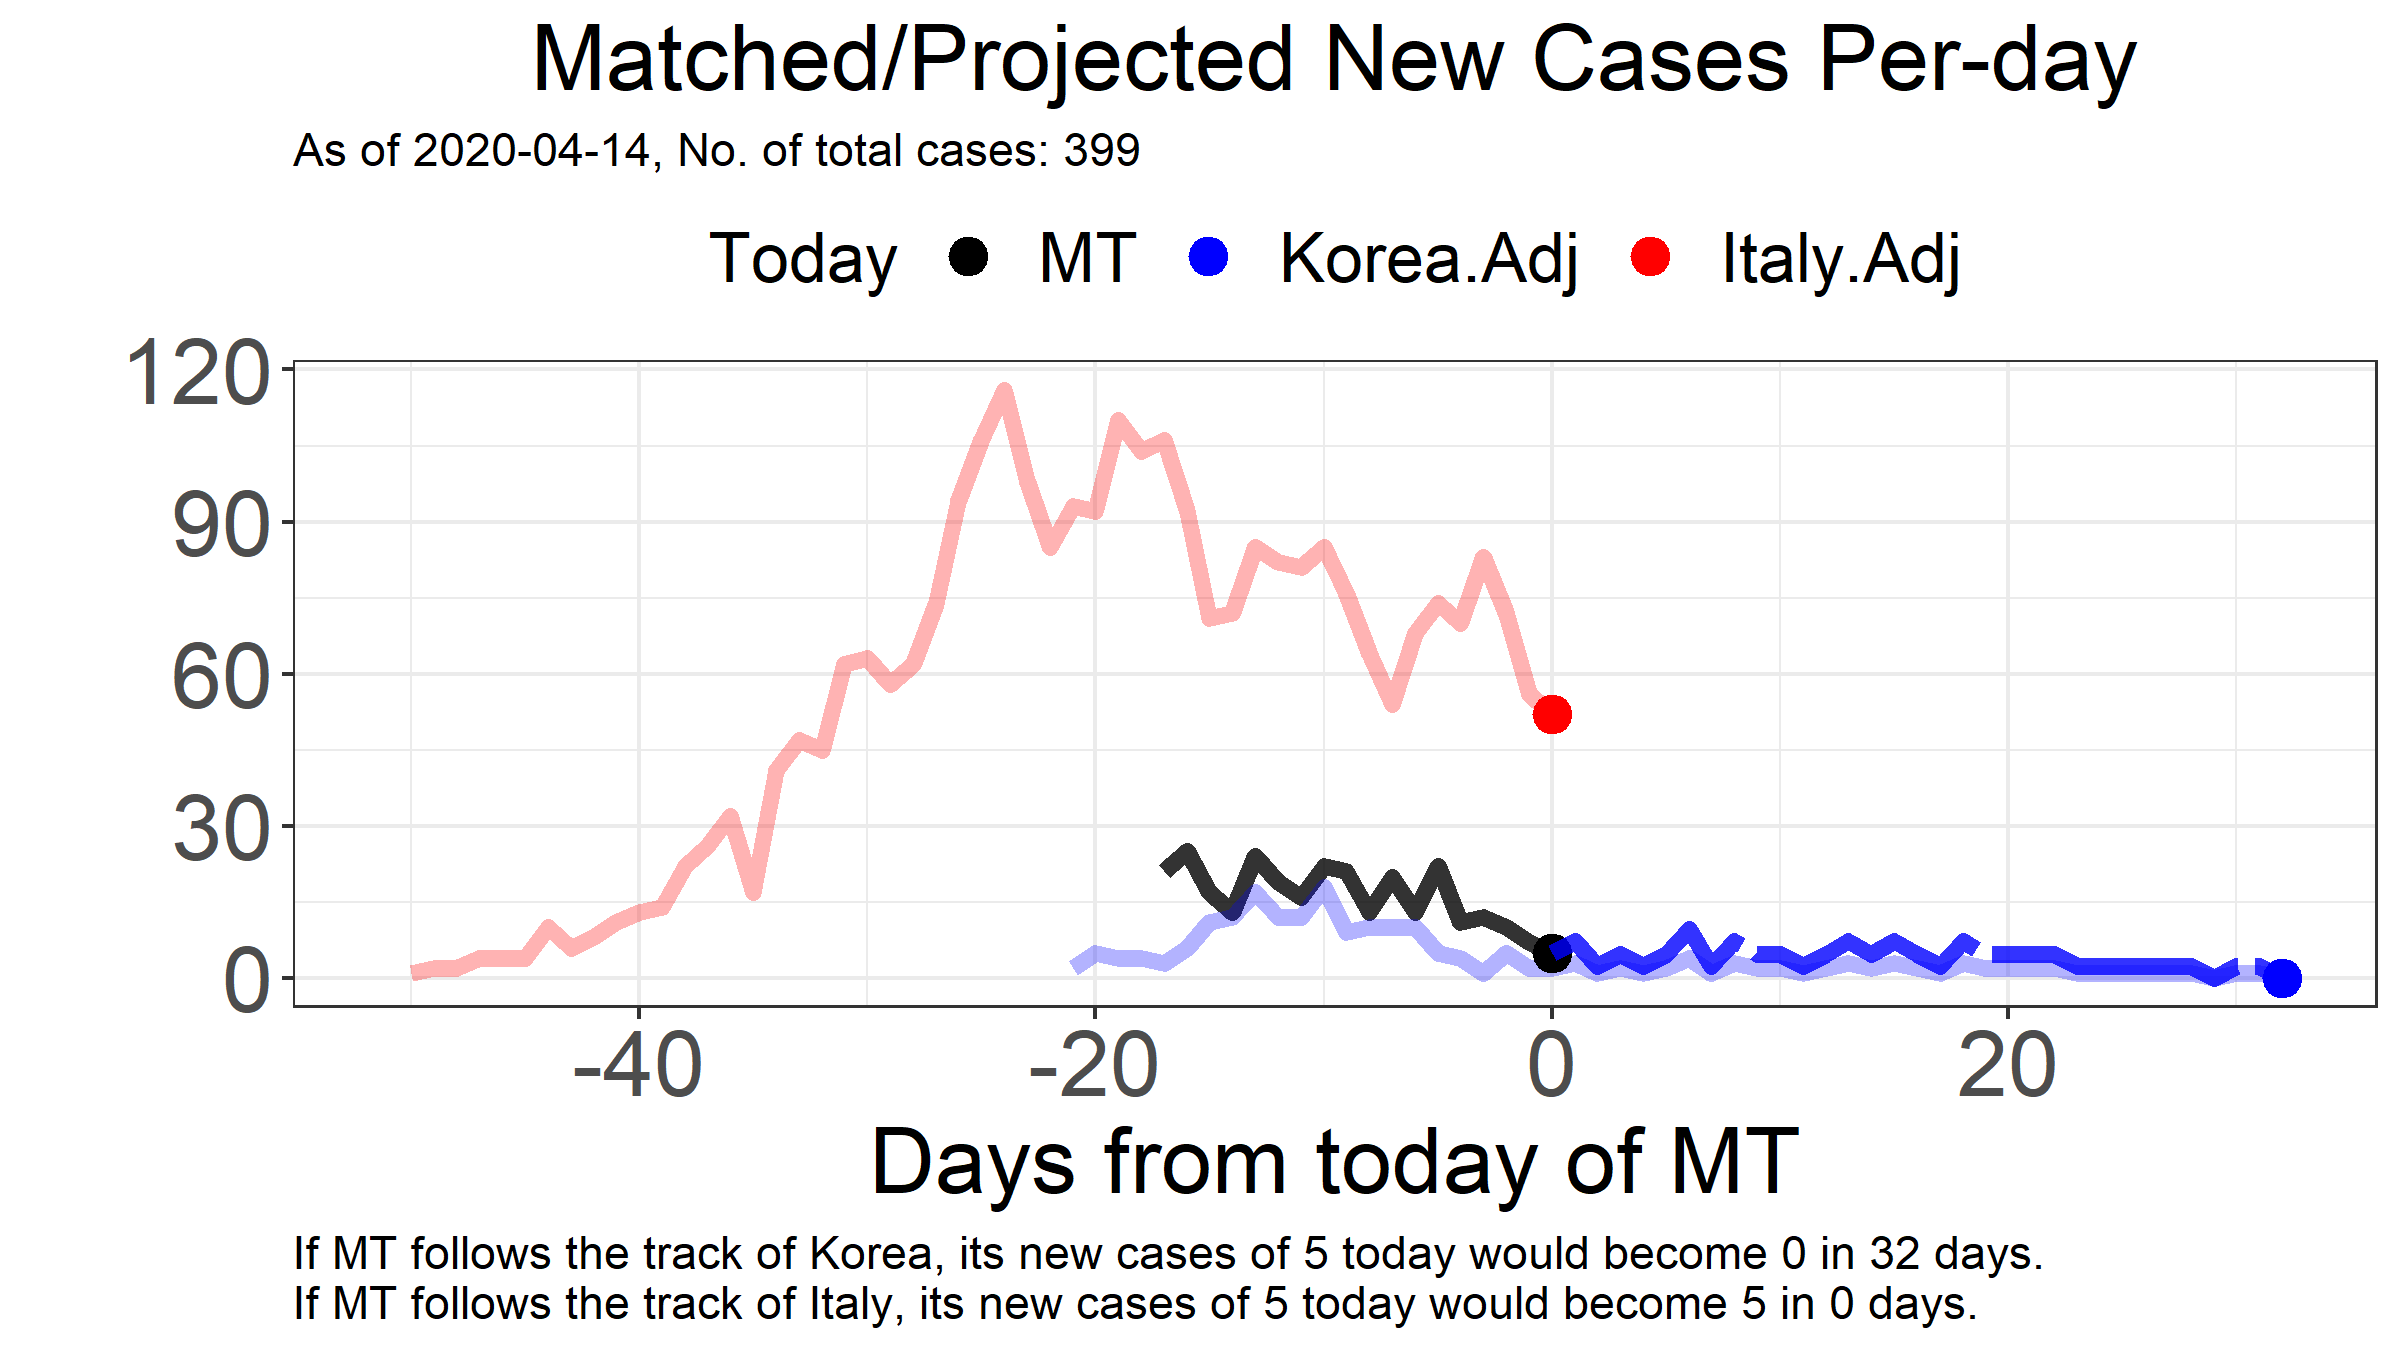 Matched/Projected New Cases Per-day
As of 2020-04-14, No. of total cases: 399
Today MT Korea.Adj Italy.Adj
120
90
60
30
0
-40 -20 0 20
Days from today of MT
If MT follows the track of Korea, its new cases of 5 today would become 0 in 32 days.
If MT follows the track of Italy, its new cases of 5 today would become 5 in 0 days.